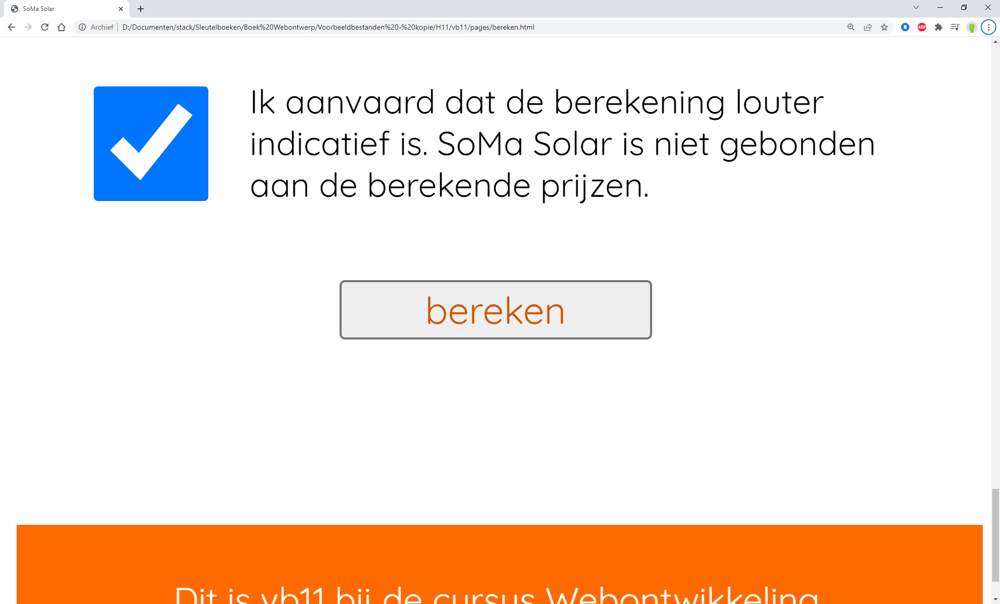 SoMa Solar
Archief
D:/Documenten/stack/Sleutelboeken/Boek%20Webontwerp/Voorbeeldbestanden%20-%20kopie/H11/vb11/pages/bereken.html
ABP
Ik aanvaard dat de berekening louter
indicatief is. SoMa Solar is niet gebonden
aan de berekende prijzen.
bereken
Dit is vb11 bij de cursus Webontwikkeling